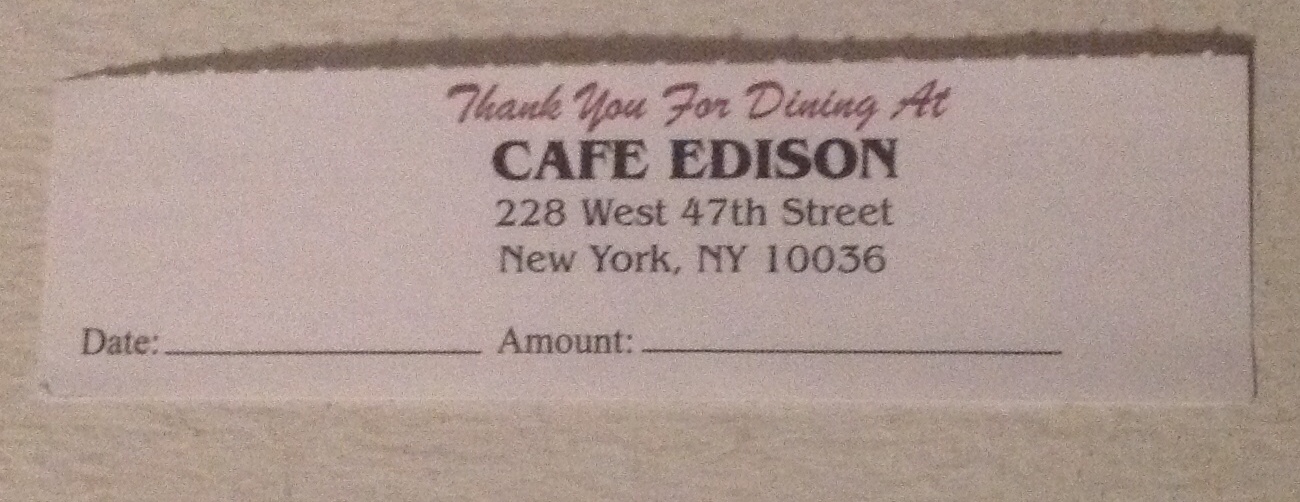 Thank You For Dining At
CAFE EDISON
228 West 47th Street
New York, NY 10036
Date: Amount: